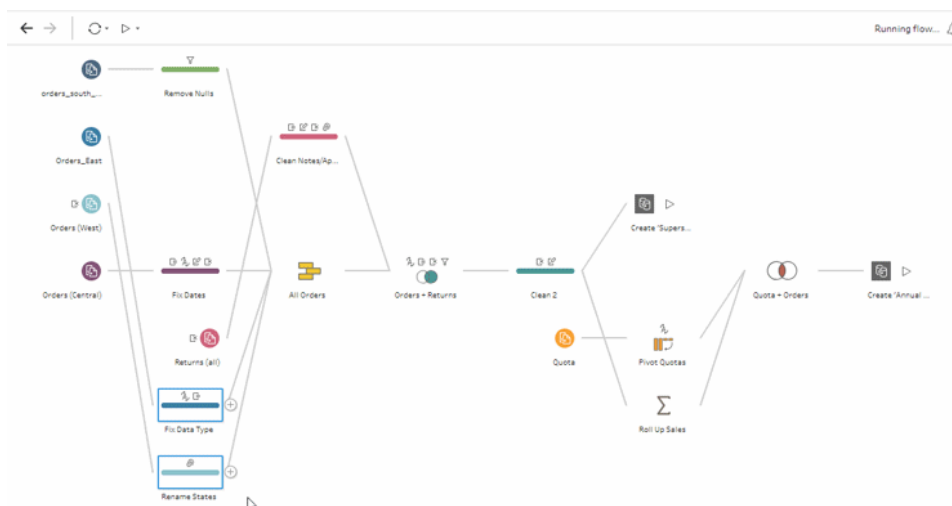 Running flow...
orders_south_...
Remove Nulls
Orders_East
Clean Notes/Ap...
Orders (West)
Create 'Supers...
Orders (Central)
Fix Dates
All Orders
Orders + Returns
Clean 2
Quota + Orders
Create 'Annual ...
Returns (all)
Quota
Pivot Quotas
Fix Data Type
Roll Up Sales
Rename States